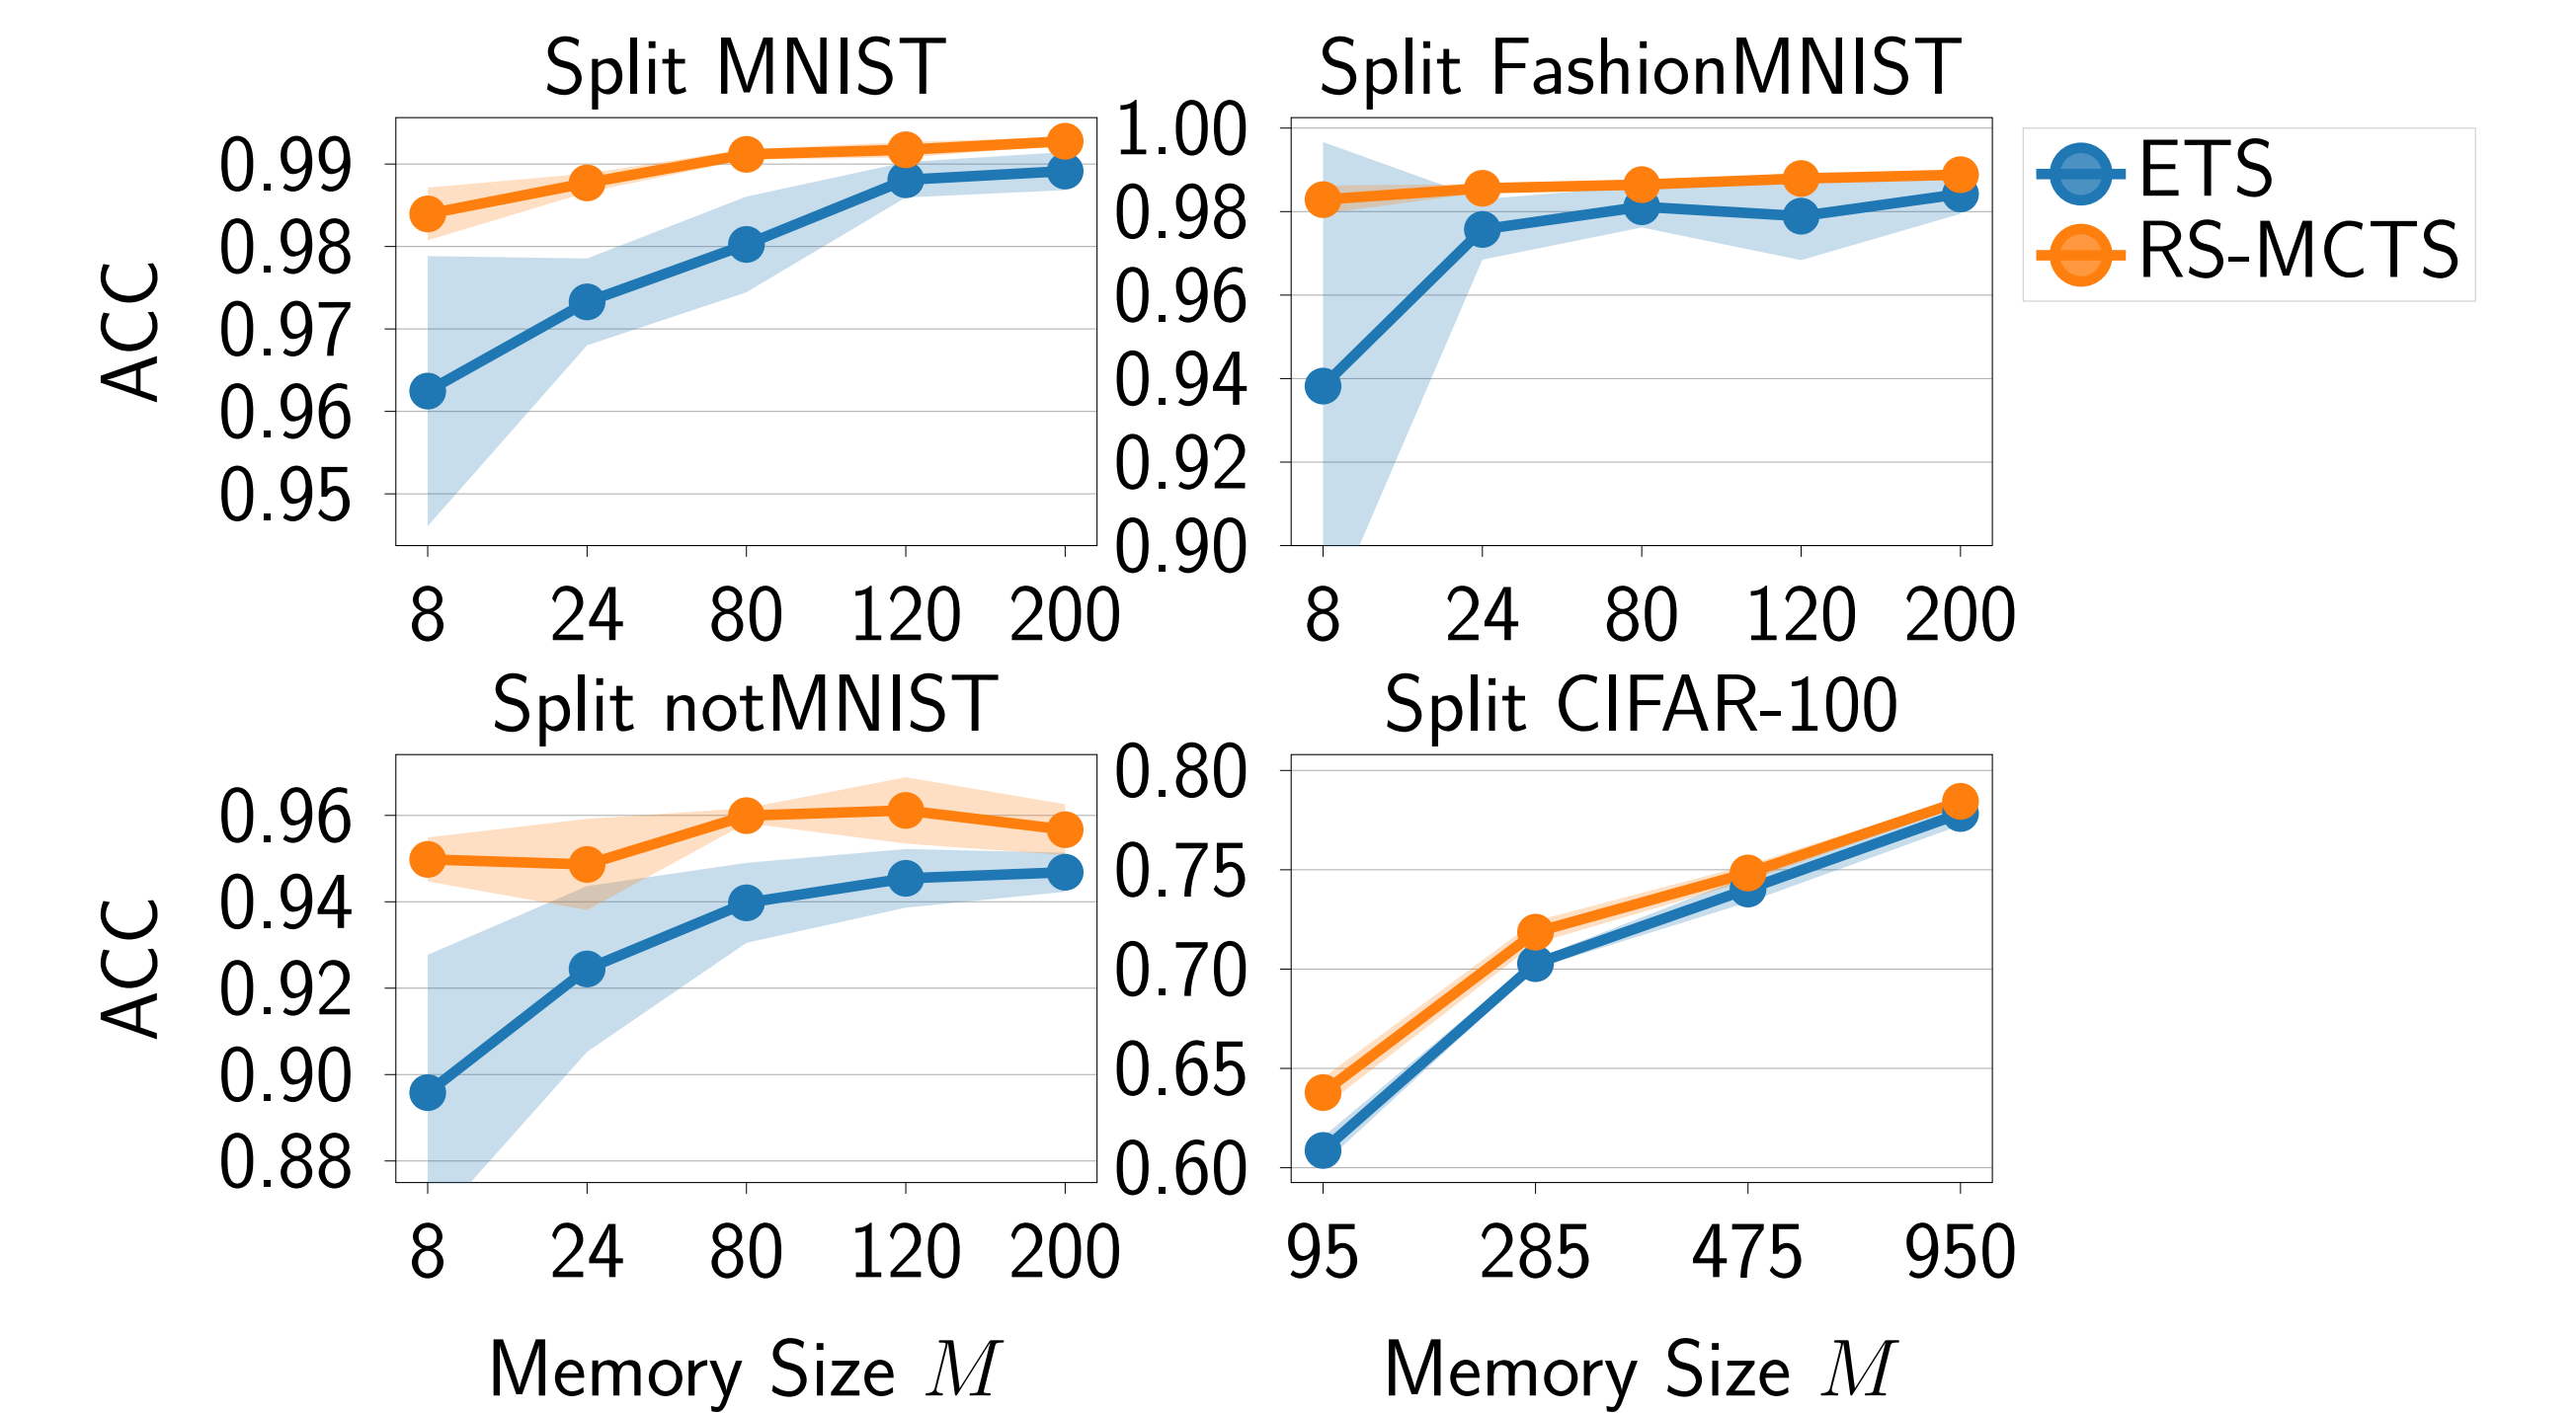 Split MNIST
ACC
0.99
0.98
0.97
0.96
0.95
8 24 80 120 200
Split FashionMNIST
1.00
0.98
0.96
0.94
0.92
0.90
8 24 80 120 200
ETS
RS-MCTS
Split notMNIST
ACC
0.96
0.94
0.92
0.90
0.88
8 24 80 120 200
Memory Size M
Split CIFAR-100
0.80
0.75
0.70
0.65
0.60
95 285 475 950
Memory Size M